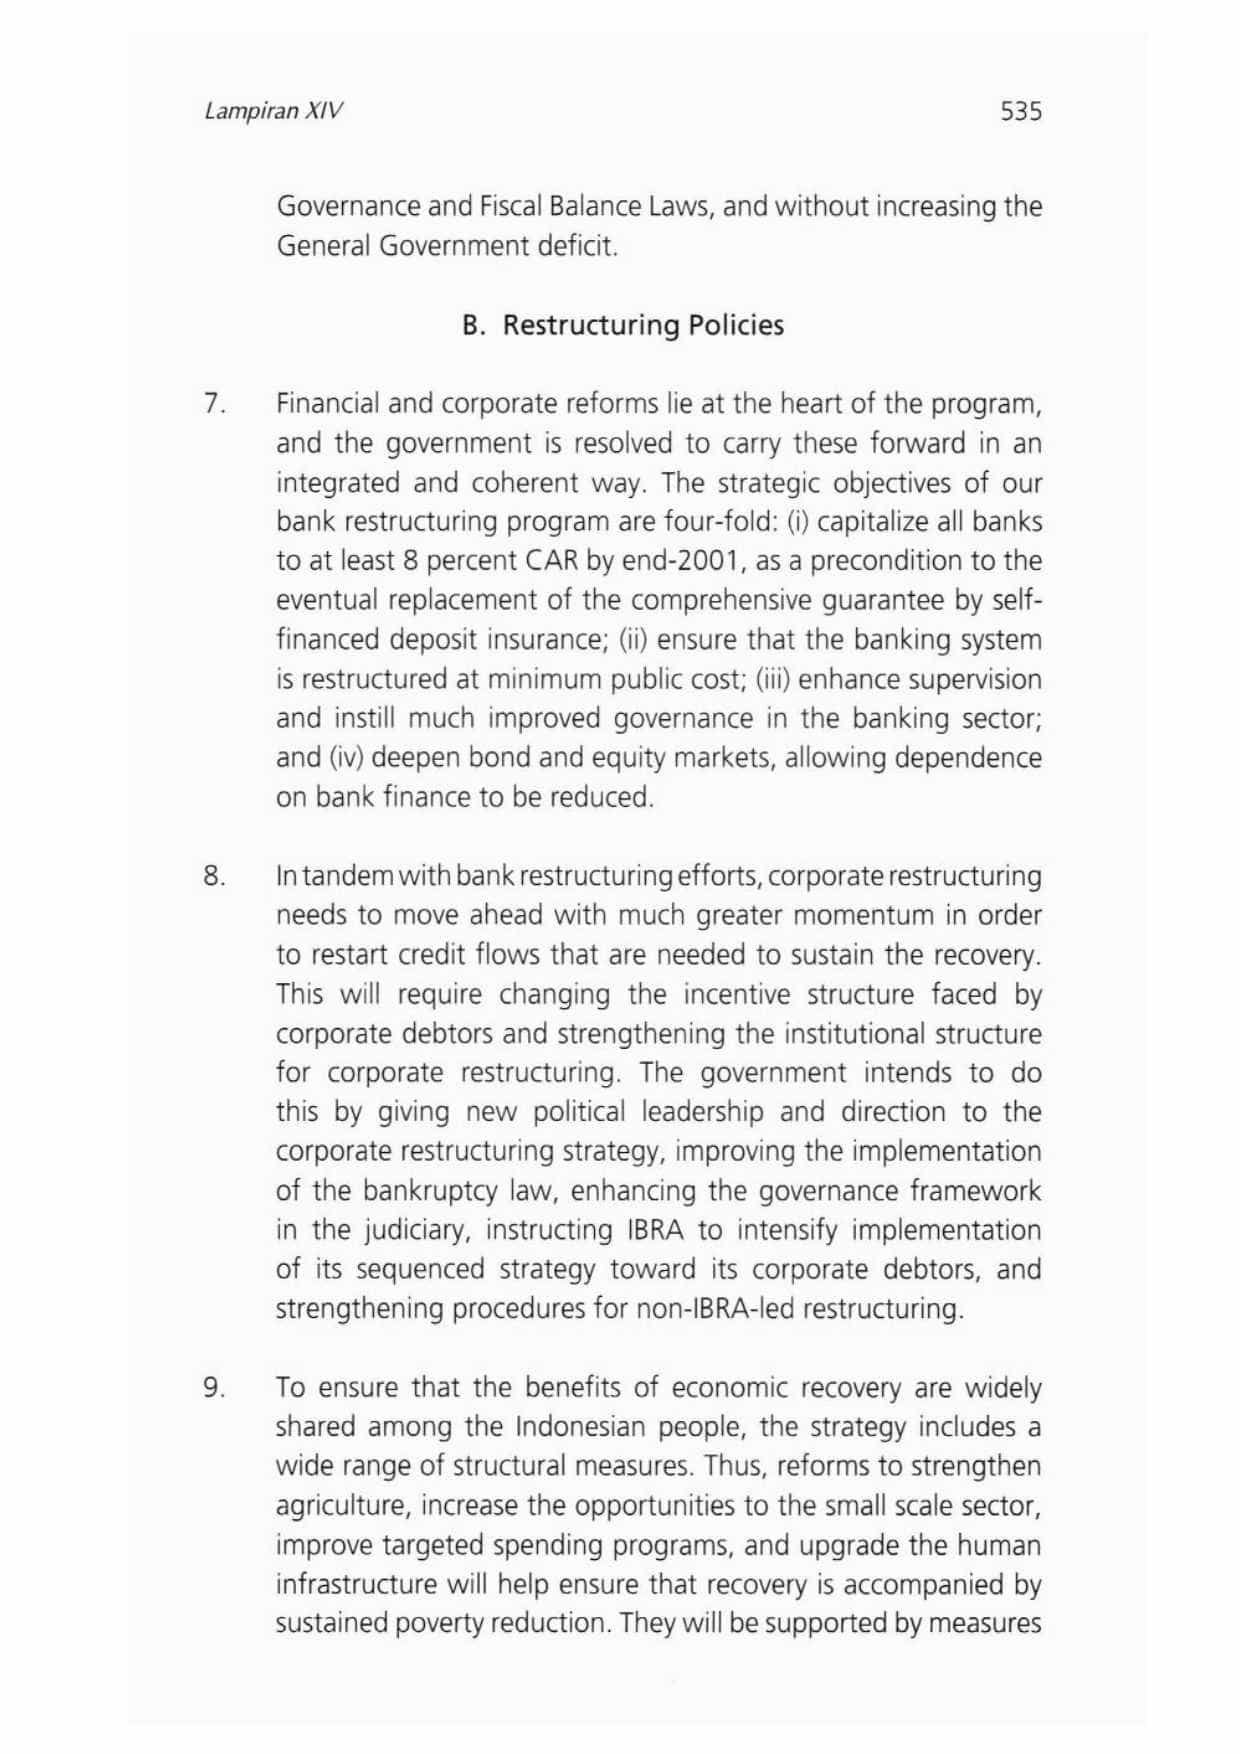 Lampiran XIV 535
Governance and Fiscal Balance Laws, and without increasing the
General Government deficit.
B. Restructuring Policies
7. Financial and corporate reforms lie at the heart of the program,
and the government is resolved to carry these forward in an
integrated and coherent way. The strategic objectives of our
bank restructuring program are four-fold: (i) capitalize all banks
to at least 8 percent CAR by end-2001, as a precondition to the
eventual replacement of the comprehensive guarantee by self-
financed deposit insurance; (ii) ensure that the banking system
is restructured at minimum public cost; (iii) enhance supervision
and instill much improved governance in the banking sector;
and (iv) deepen bond and equity markets, allowing dependence
on bank finance to be reduced.
8. In tandem with bank restructuring efforts, corporate restructuring
needs to move ahead with much greater momentum in order
to restart credit flows that are needed to sustain the recovery.
This will require changing the incentive structure faced by
corporate debtors and strengthening the institutional structure
for corporate restructuring. The government intends to do
this by giving new political leadership and direction to the
corporate restructuring strategy, improving the implementation
of the bankruptcy law, enhancing the governance framework
in the judiciary, instructing IBRA to intensify implementation
of its sequenced strategy toward its corporate debtors, and
strengthening procedures for non-IBRA-led restructuring.
9. To ensure that the benefits of economic recovery are widely
shared among the Indonesian people, the strategy includes a
wide range of structural measures. Thus, reforms to strengthen
agriculture, increase the opportunities to the small scale sector,
improve targeted spending programs, and upgrade the human
infrastructure will help ensure that recovery is accompanied by
sustained poverty reduction. They will be supported by measures